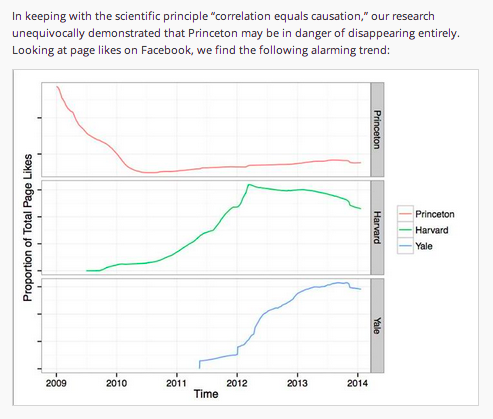 In keeping with the scientific principle “correlation equals causation,” our research
unequivocally demonstrated that Princeton may be in danger of disappearing entirely.
Looking at page likes on Facebook, we find the following alarming trend:
Proportion of Total Page Likes
Princeton
Harvard
Yale
Princeton
Harvard
Yale
2009 2010 2011 2012 2013 2014
Time